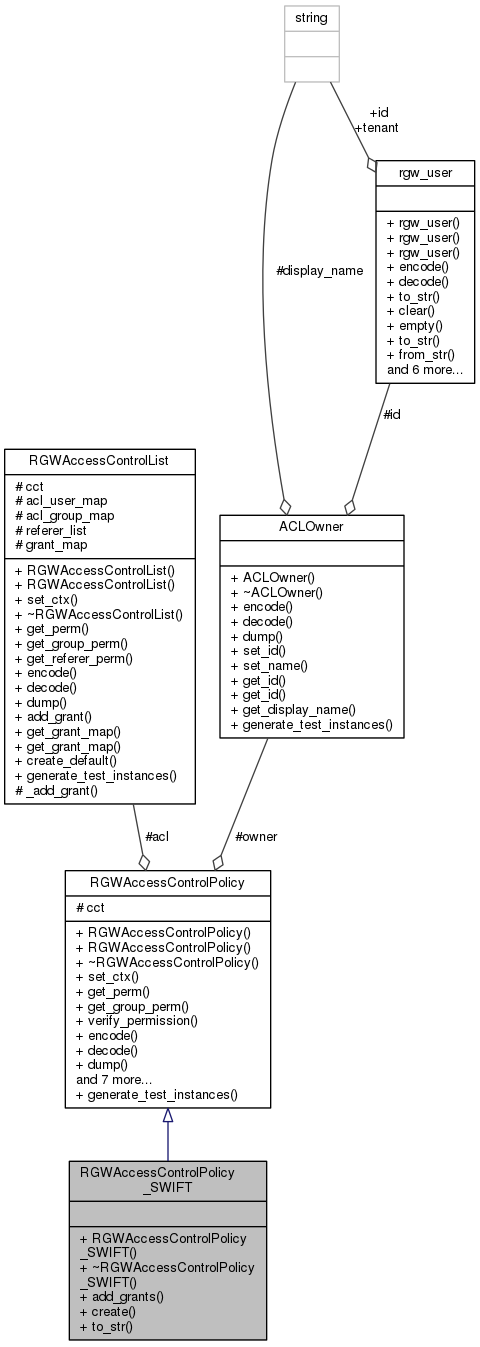 string
+id
+tenant
rgw_user
+ rgw_user()
+ rgw_user()
+ rgw_user()
+ encode()
+ decode()
+ to_str()
+ clear()
+ empty()
+ to_str()
+ from_str()
and 6 more...
#display_name
#id
RGWAccessControlList
# cct
# acl_user_map
# acl_group_map
# referer_list
# grant_map
+ RGWAccessControlList()
+ RGWAccessControlList()
+ set_ctx()
+ ~RGWAccessControlList()
+ get_perm()
+ get_group_perm()
+ get_referer_perm()
+ encode()
+ decode()
+ dump()
+ add_grant()
+ get_grant_map()
+ get_grant_map()
+ create_default()
+ generate_test_instances()
# _add_grant()
ACLOwner
+ ACLOwner()
+ ~ACLOwner()
+ encode()
+ decode()
+ dump()
+ set_id()
+ set_name()
+ get_id()
+ get_id()
+ get_display_name()
+ generate_test_instances()
#acl
#owner
RGWAccessControlPolicy
# cct
+ RGWAccessControlPolicy()
+ RGWAccessControlPolicy()
+ ~RGWAccessControlPolicy()
+ set_ctx()
+ get_perm()
+ get_group_perm()
+ verify_permission()
+ encode()
+ decode()
+ dump()
and 7 more...
+ generate_test_instances()
RGWAccessControlPolicy
_SWIFT
+ RGWAccessControlPolicy
_SWIFT()
+ ~RGWAccessControlPolicy
_SWIFT()
+ add_grants()
+ create()
+ to_str()